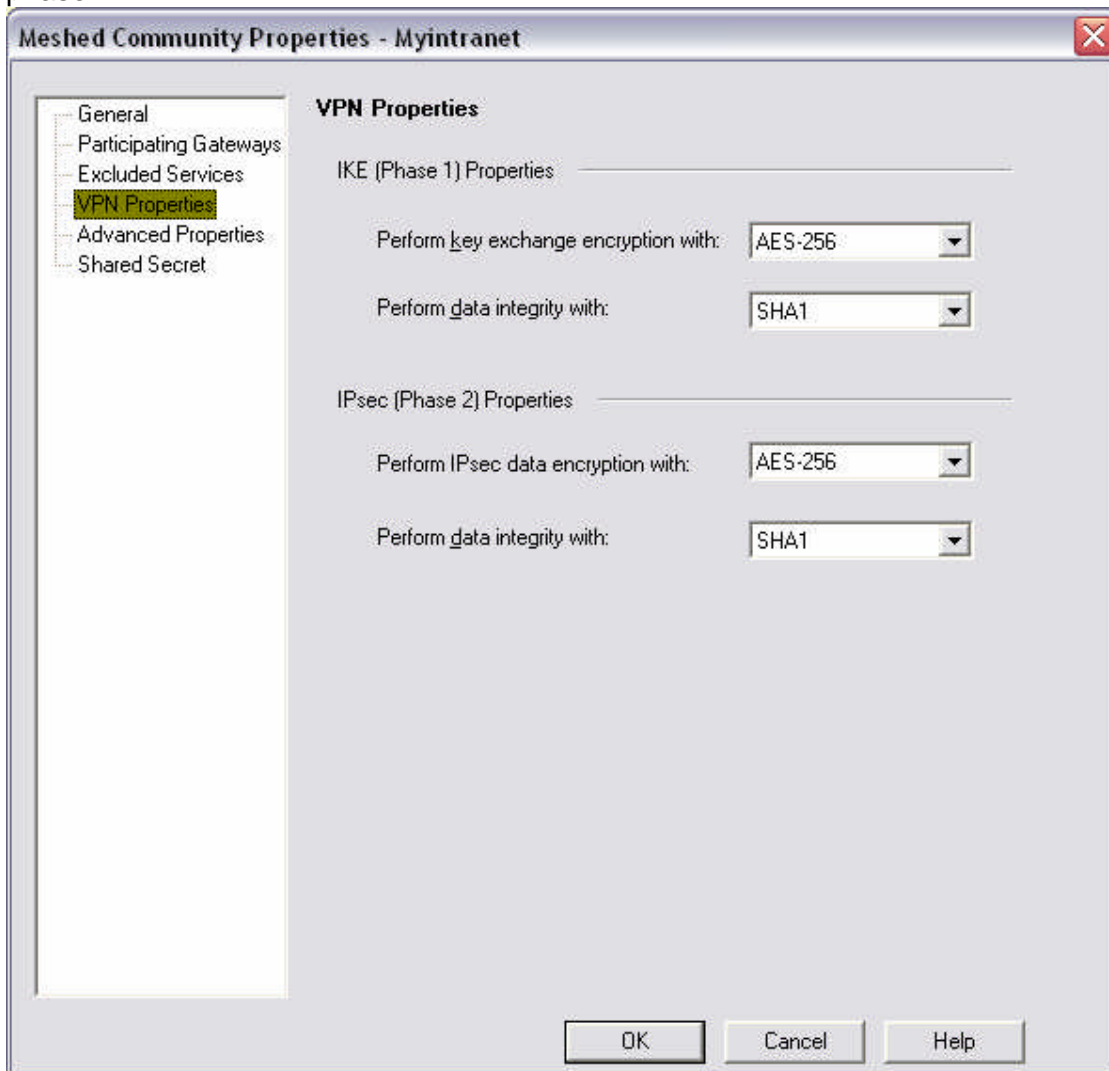 Meshed Community Properties - Myintranet
General
Participating Gateways
Excluded Services
VPN Properties
Advanced Properties
Shared Secret
VPN Properties
IKE (Phase 1) Properties
Perform key exchange encryption with: AES-256
Perform data integrity with: SHA1
IPsec (Phase 2) Properties
Perform IPsec data encryption with: AES-256
Perform data integrity with: SHA1
OK Cancel Help